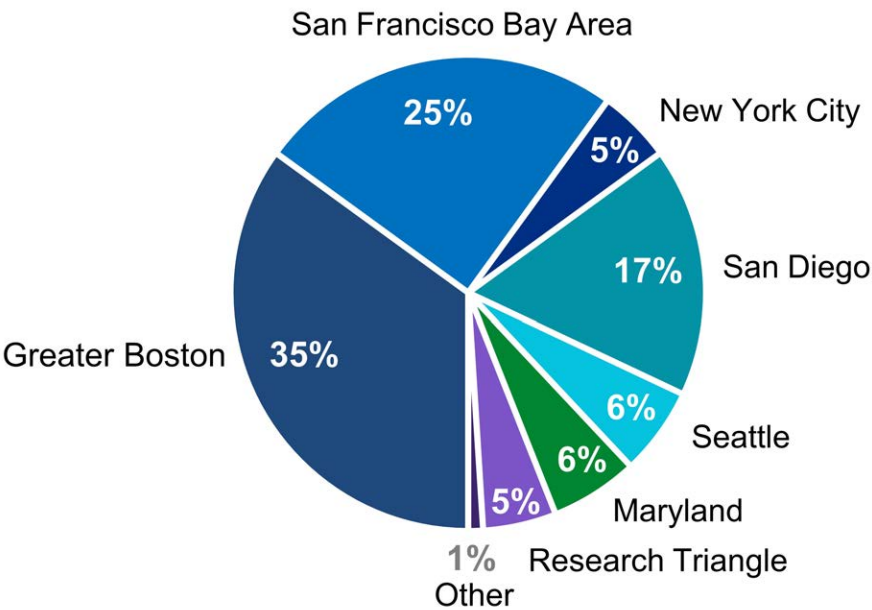 San Francisco Bay Area
25%
New York City
5%
17%
San Diego
Greater Boston
35%
6%
Seattle
6%
Maryland
5%
Research Triangle
1%
Other